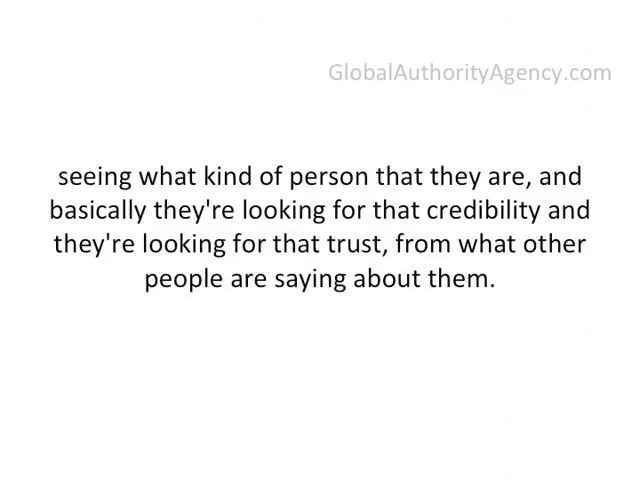 GlobalAuthorityAgency.com
seeing what kind of person that they are, and
basically they're looking for that credibility and
they're looking for that trust, from what other
people are saying about them.